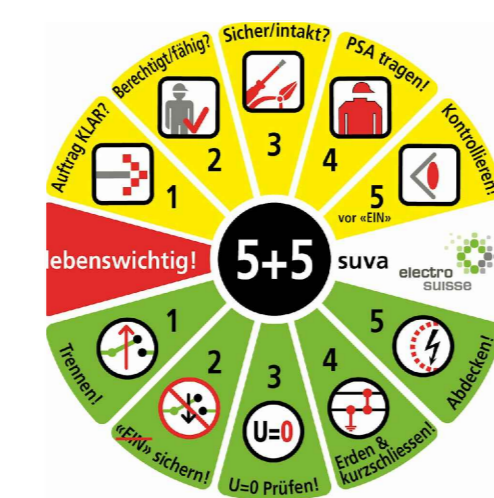 Auftrag KLAR?
1
Berechtigt/fähig?
2
Sicher/intakt?
3
PSA tragen!
4
Kontrollieren!
5
vor «EIN»
lebenswichtig!
5+5
suva
electro
suisse
1
Trennen!
2
«EIN» sichern!
3
U=0
U=0 Prüfen!
4
Erden &
kurzschliessen!
5
Abdecken!